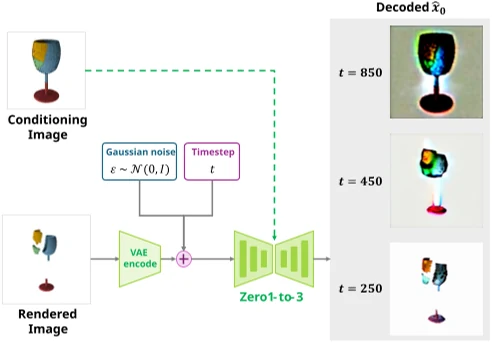 Decoded x̂₀
t = 850
Conditioning
Image
Gaussian noise
ε ~ 𝒩(0, I)
Timestep
t
t = 450
VAE
encode
+
Zero1-to-3
t = 250
Rendered
Image